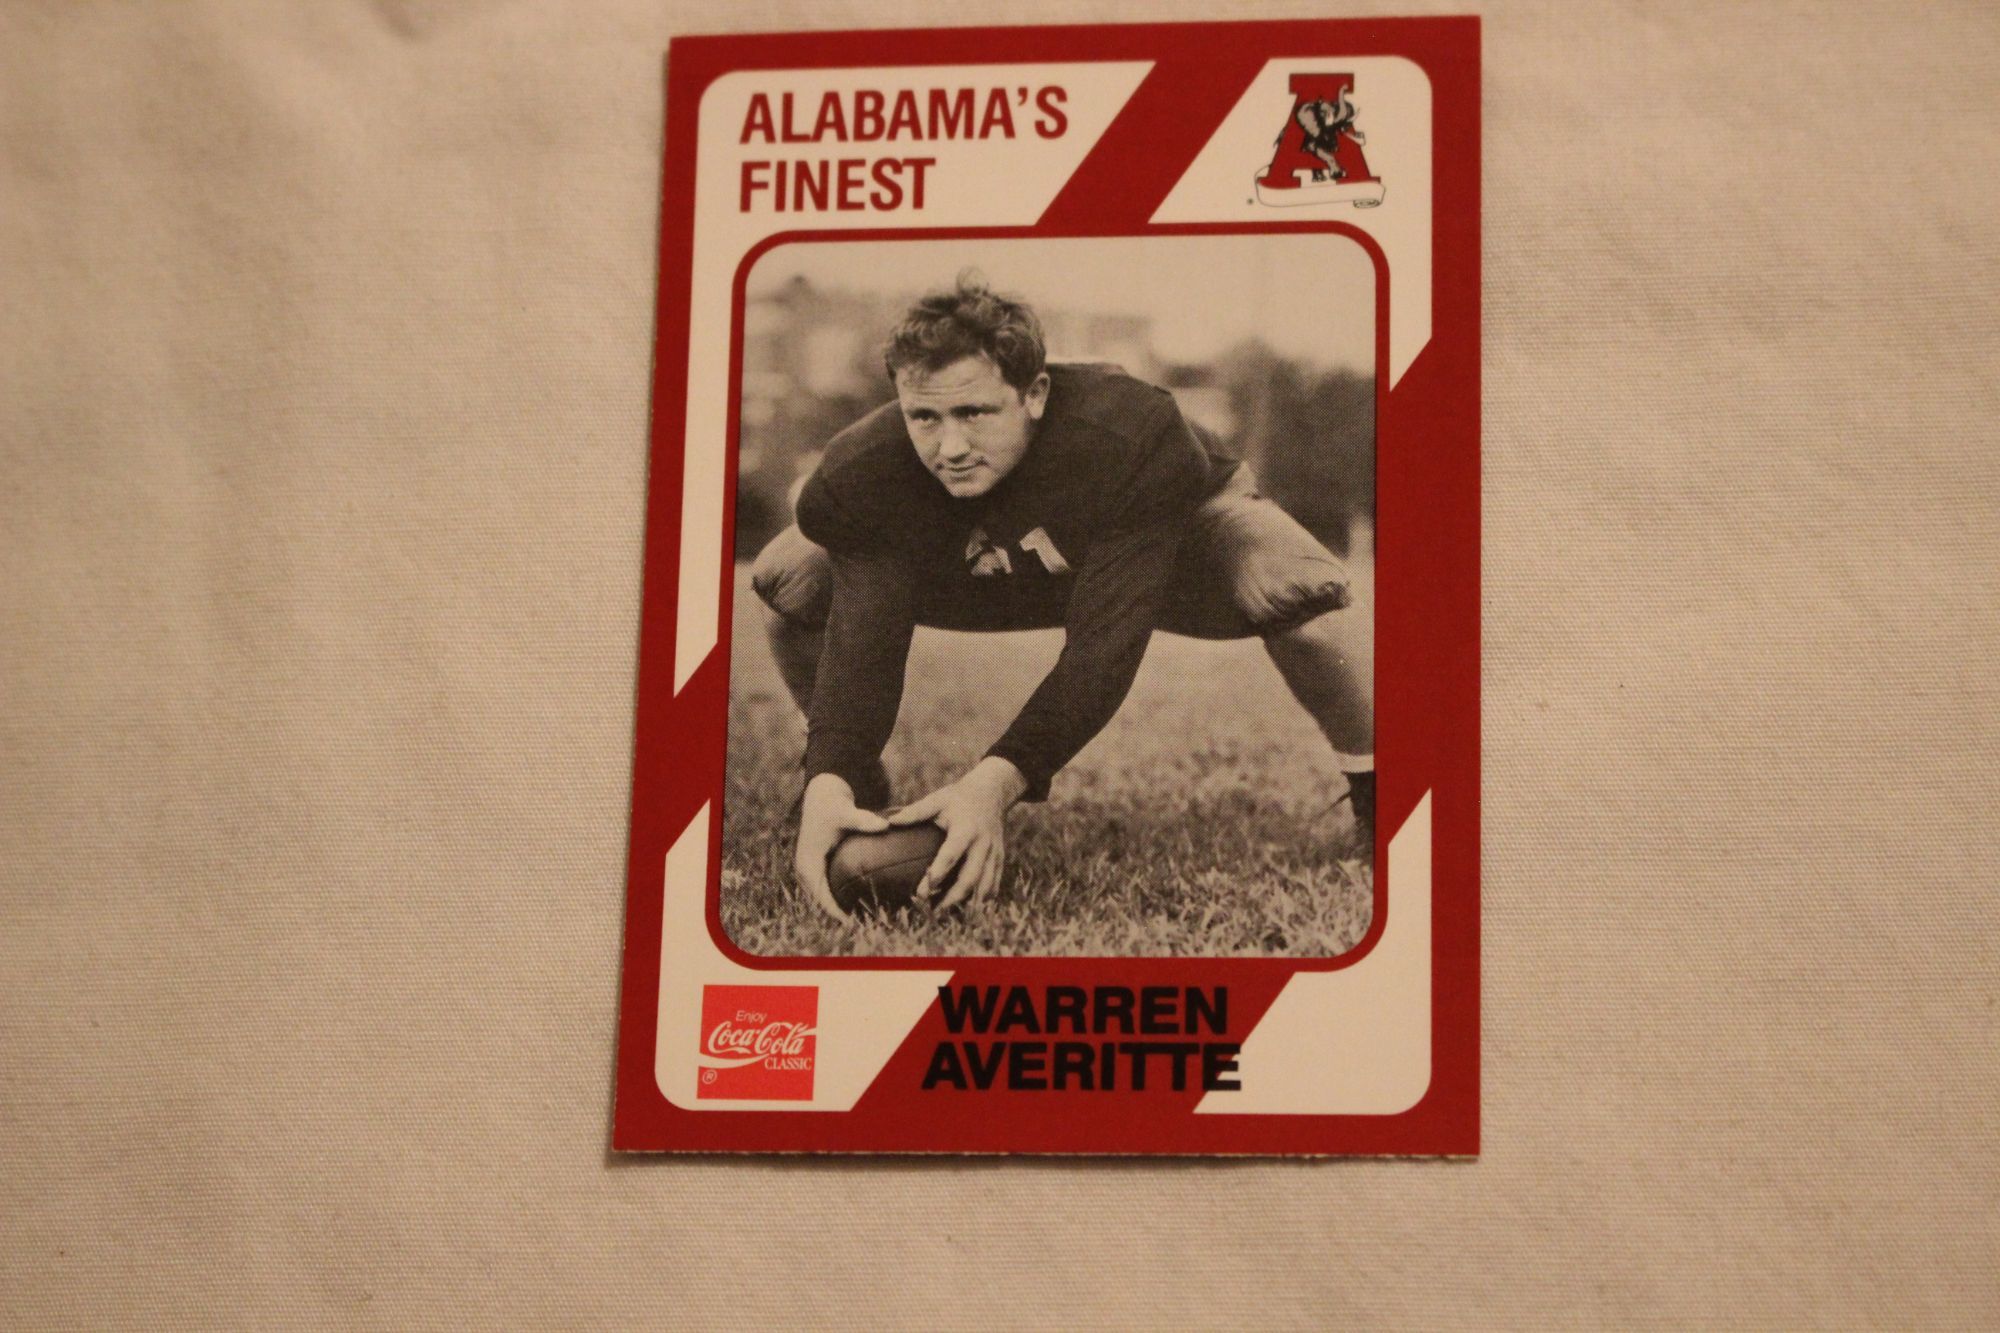 ALABAMA'S
FINEST
Enjoy
Coca-Cola
CLASSIC
®
WARREN
AVERITTE